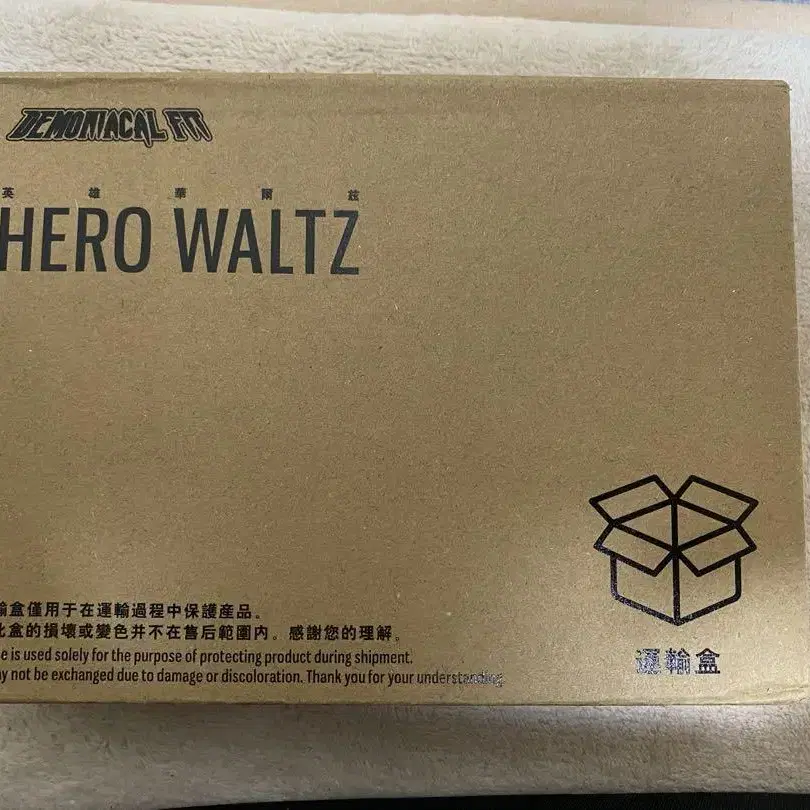 DEMONIACAL FIT
英雄華爾茲
HERO WALTZ
輸盒僅用于在運輸過程中保護産品。
比盒的損壞或變色并不在售后範圍内。感謝您的理解。
e is used solely for the purpose of protecting product during shipment.
y not be exchanged due to damage or discoloration. Thank you for your understanding
運輸盒